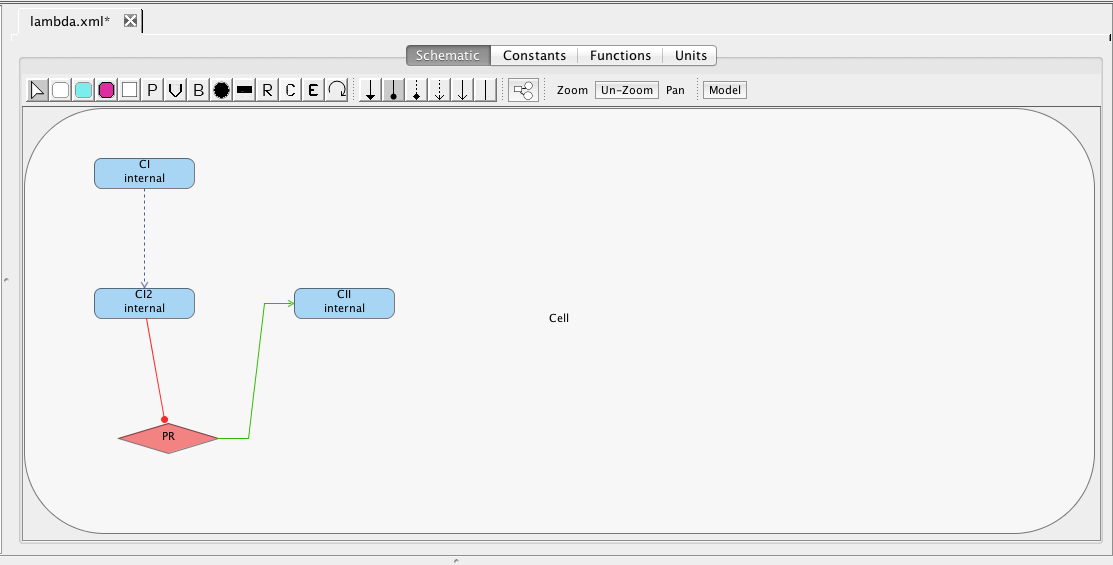 lambda.xml*
Schematic Constants Functions Units
P V B R C E Zoom Un-Zoom Pan Model
CI
internal
CI2
internal
CII
internal
Cell
PR